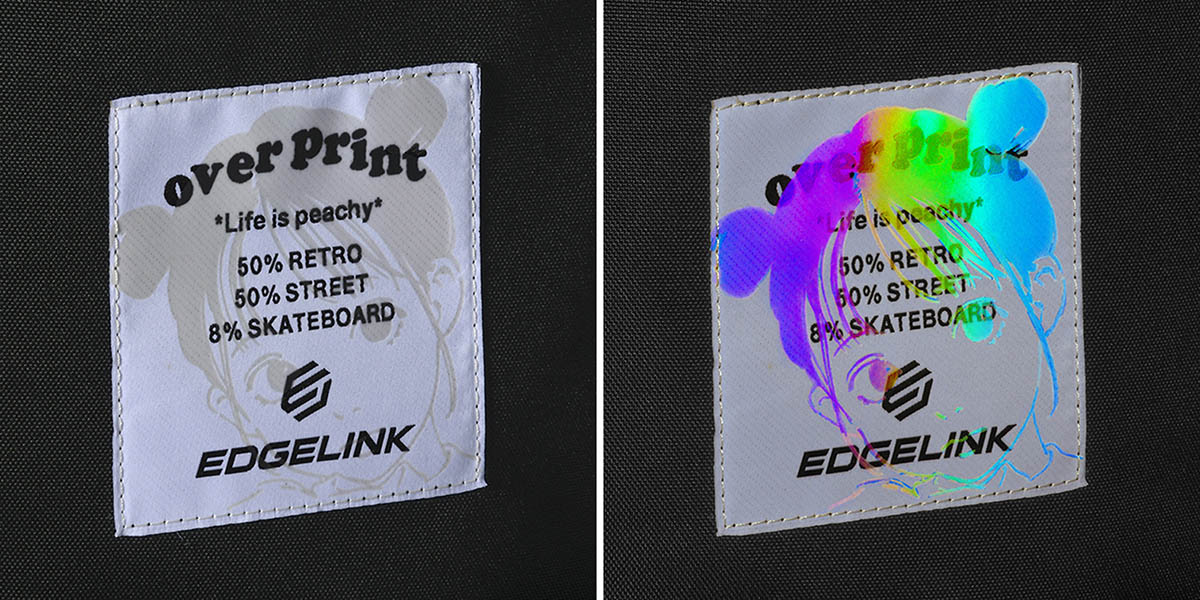 over print
*Life is peachy*
50% RETRO
50% STREET
8% SKATEBOARD
EDGELINK
over print
*Life is peachy*
50% RETRO
50% STREET
8% SKATEBOARD
EDGELINK